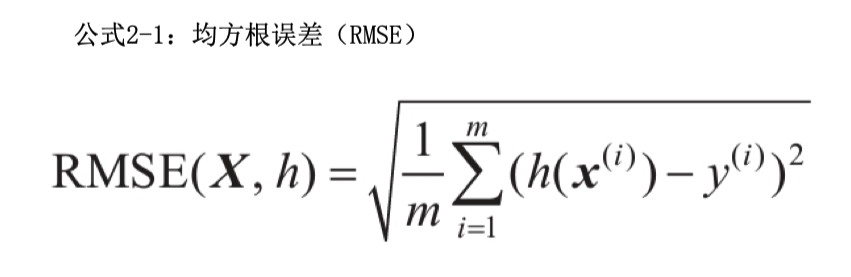 公式2-1：均方根误差（RMSE）
RMSE(X, h) = √(1/m ∑_{i=1}^{m} (h(x^{(i)}) − y^{(i)})^2)